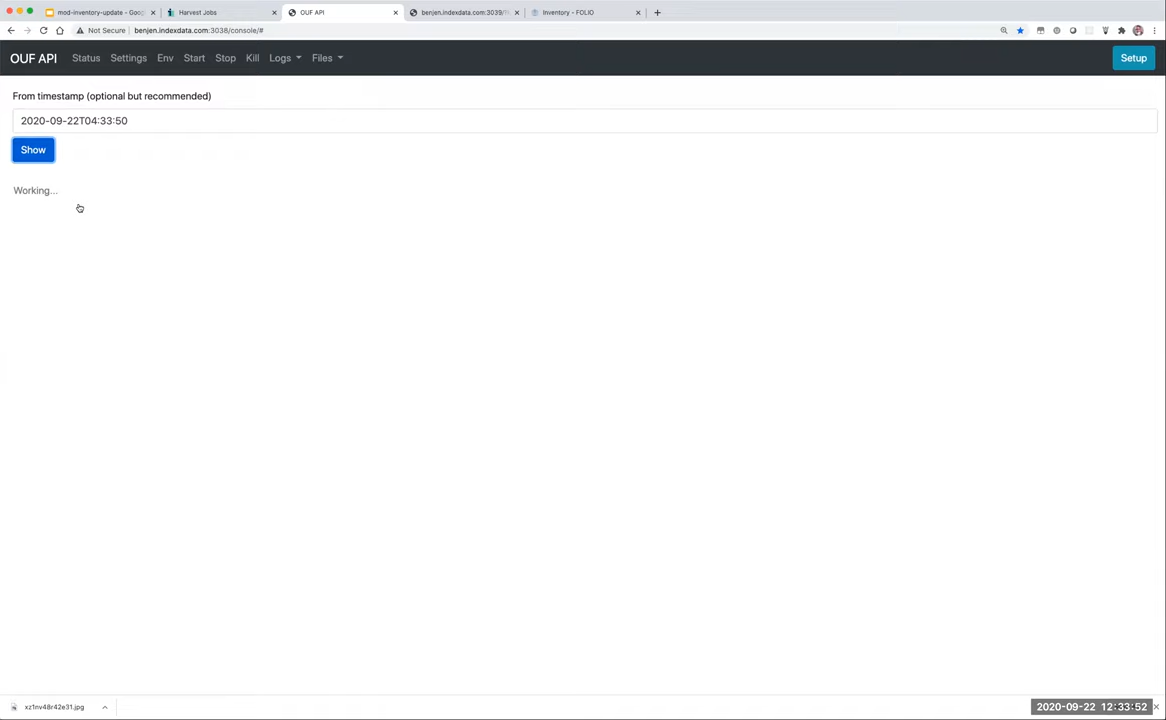 mod-inventory-update - Goog
Harvest Jobs
OUF API
benjen.indexdata.com:3039/
Inventory - FOLIO
Not Secure
benjen.indexdata.com:3038/console/#
OUF API
Status
Settings
Env
Start
Stop
Kill
Logs
Files
Setup
From timestamp (optional but recommended)
2020-09-22T04:33:50
Show
Working...
xz1nv48r42e31.jpg
2020-09-22 12:33:52